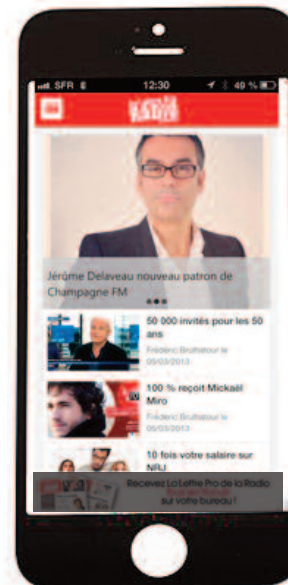 SFR
12:30
49 %
Jérôme Delaveau nouveau patron de
Champagne FM
50 000 invités pour les 50
ans
Frédéric Brulhatour le
05/03/2013
100 % reçoit Mickaël
Miro
Frédéric Brulhatour le
05/03/2013
10 fois votre salaire sur
NRJ
Recevez La Lettre Pro de la Radio
sur votre bureau !